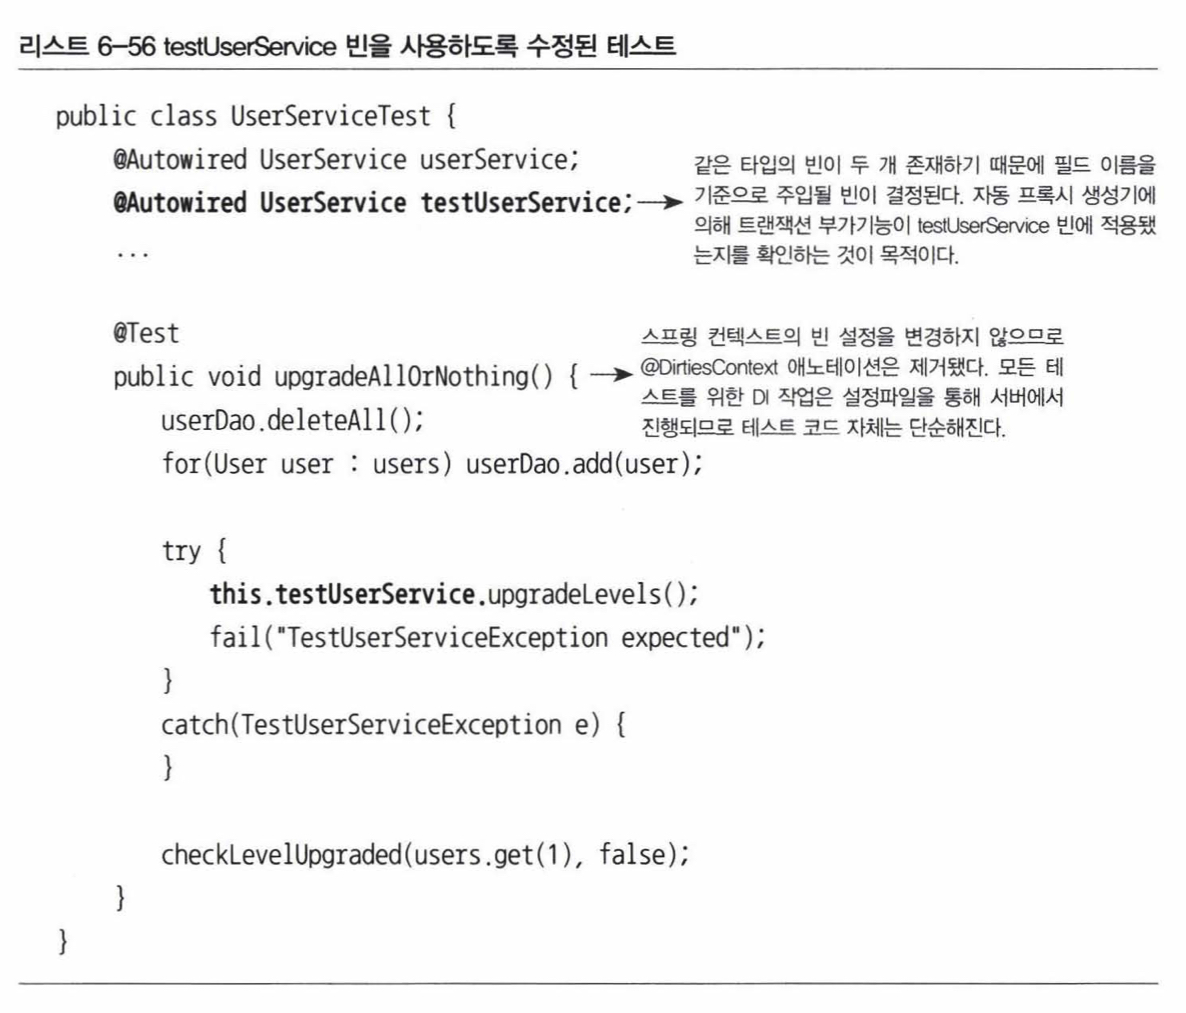 리스트 6–56 testUserService 빈을 사용하도록 수정된 테스트
public class UserServiceTest {
@Autowired UserService userService;
@Autowired UserService testUserService;
같은 타입의 빈이 두 개 존재하기 때문에 필드 이름을
기준으로 주입될 빈이 결정된다. 자동 프록시 생성기에
의해 트랜잭션 부가기능이 testUserService 빈에 적용됐
는지를 확인하는 것이 목적이다.
...
@Test
public void upgradeAllOrNothing() {
스프링 컨텍스트의 빈 설정을 변경하지 않으므로
@DirtiesContext 애노테이션은 제거됐다. 모든 테
스트를 위한 DI 작업은 설정파일을 통해 서버에서
진행되므로 테스트 코드 자체는 단순해진다.
userDao.deleteAll();
for(User user : users) userDao.add(user);
try {
this.testUserService.upgradeLevels();
fail("TestUserServiceException expected");
}
catch(TestUserServiceException e) {
}
checkLevelUpgraded(users.get(1), false);
}
}